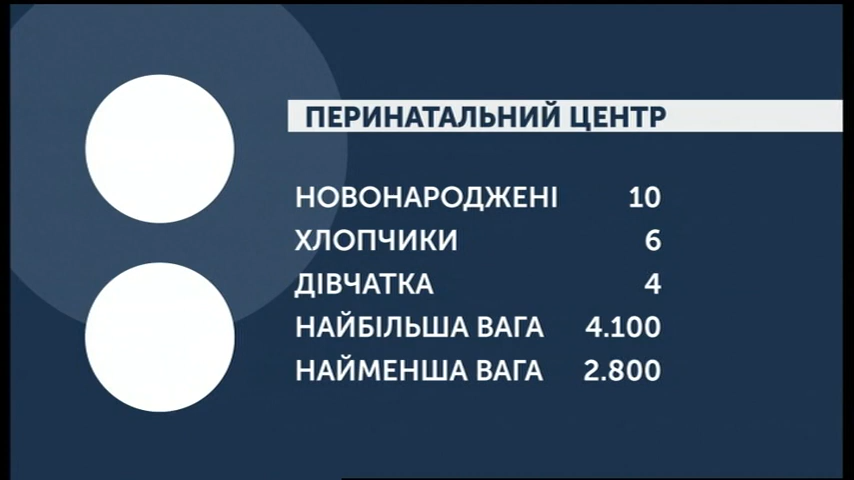 ПЕРИНАТАЛЬНИЙ ЦЕНТР
НОВОНАРОДЖЕНІ 10
ХЛОПЧИКИ 6
ДІВЧАТКА 4
НАЙБІЛЬША ВАГА 4.100
НАЙМЕНША ВАГА 2.800